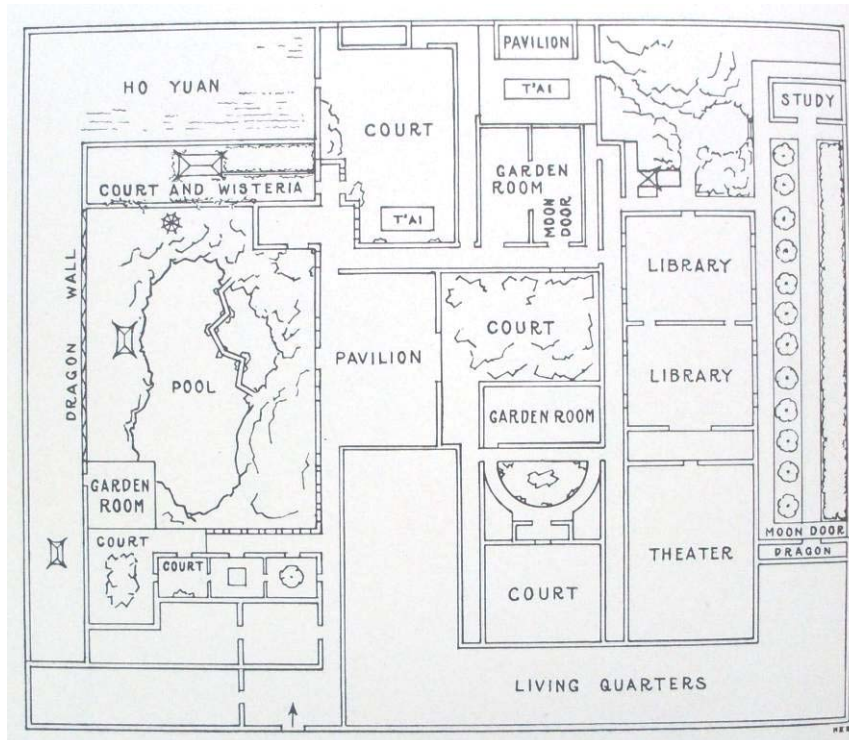 PAVILION
HO YUAN
T'AI
STUDY
COURT
GARDEN
ROOM
MOON
DOOR
COURT AND WISTERIA
T'AI
LIBRARY
DRAGON WALL
COURT
PAVILION
POOL
LIBRARY
GARDEN ROOM
GARDEN
ROOM
MOON DOOR
COURT
THEATER
DRAGON
COURT
COURT
LIVING QUARTERS